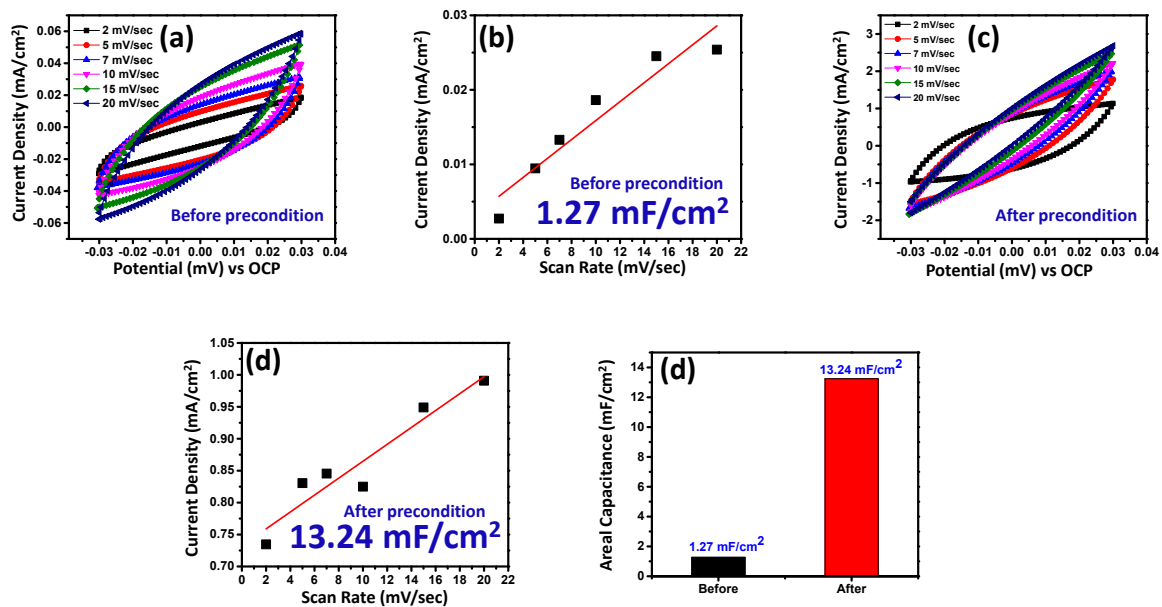 (a)
2 mV/sec
5 mV/sec
7 mV/sec
10 mV/sec
15 mV/sec
20 mV/sec
0.06
0.04
0.02
0.00
-0.02
-0.04
-0.06
Current Density (mA/cm²)
Before precondition
-0.03 -0.02 -0.01 0.00 0.01 0.02 0.03 0.04
Potential (mV) vs OCP
(b)
0.03
0.02
0.01
0.00
Current Density (mA/cm²)
Before precondition
1.27 mF/cm²
0 2 4 6 8 10 12 14 16 18 20 22
Scan Rate (mV/sec)
(c)
2 mV/sec
5 mV/sec
7 mV/sec
10 mV/sec
15 mV/sec
20 mV/sec
3
2
1
0
-1
-2
Current Density (mA/cm²)
After precondition
-0.03 -0.02 -0.01 0.00 0.01 0.02 0.03 0.04
Potential (mV) vs OCP
(d)
1.05
1.00
0.95
0.90
0.85
0.80
0.75
0.70
Current Density (mA/cm²)
After precondition
13.24 mF/cm²
0 2 4 6 8 10 12 14 16 18 20 22
Scan Rate (mV/sec)
(d)
14
12
10
8
6
4
2
0
Areal Capacitance (mF/cm²)
13.24 mF/cm²
1.27 mF/cm²
Before After